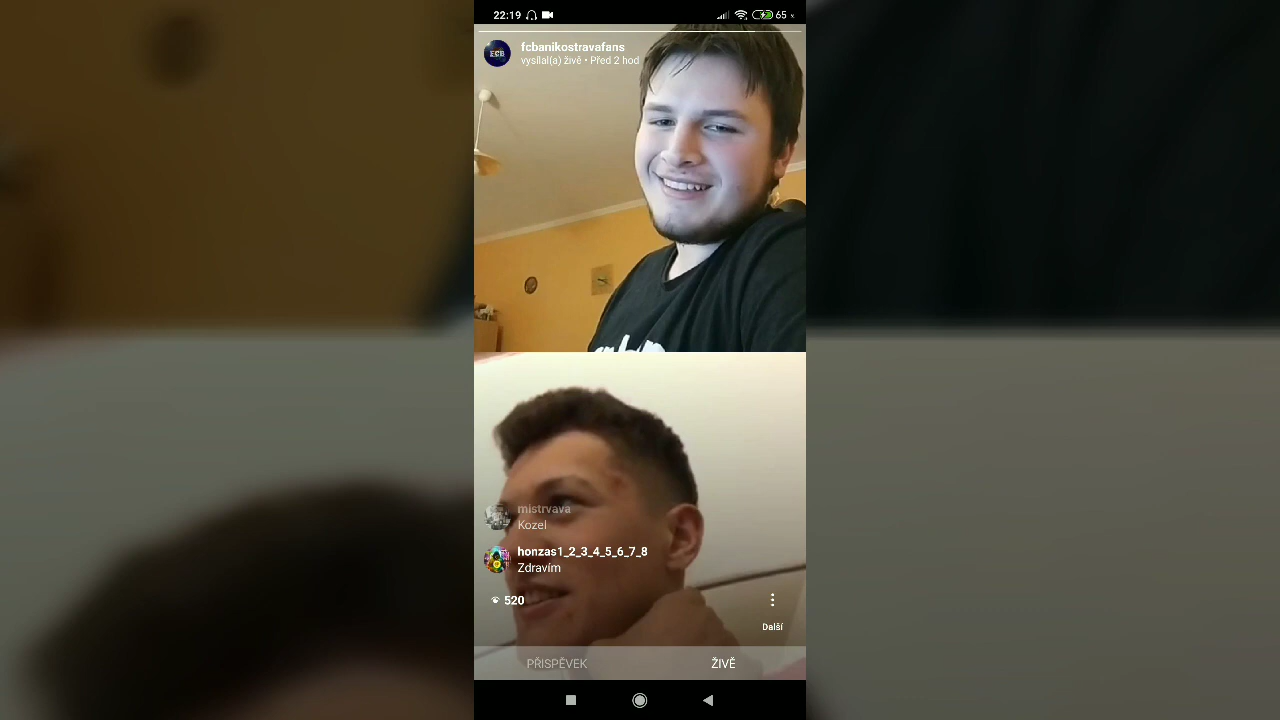 22:19
65
fcbanikostravafans
vysílal(a) živě • Před 2 hod
mistrvava
Kozel
honzas1_2_3_4_5_6_7_8
Zdravím
520
Další
PŘÍSPĚVEK
ŽIVĚ